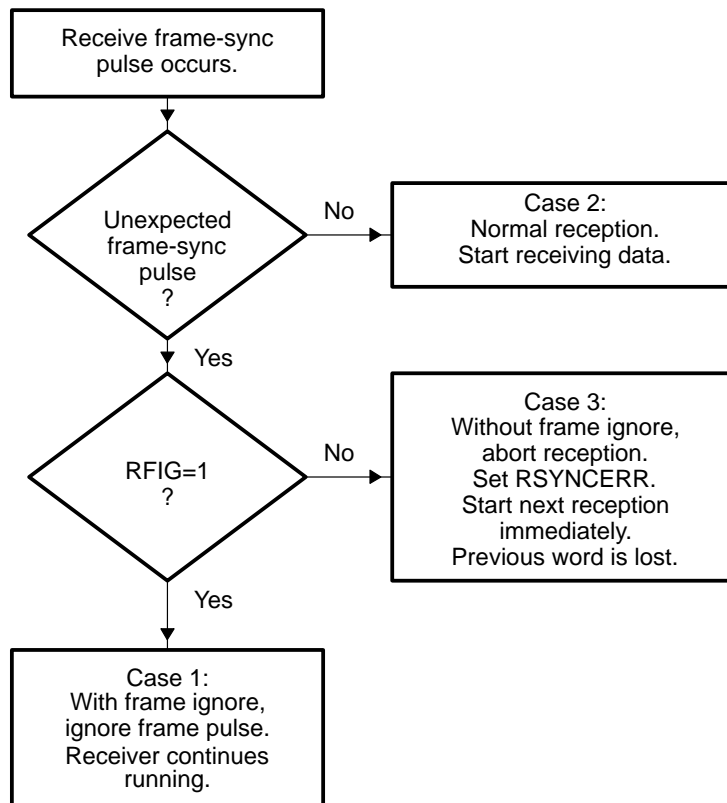 Receive frame-sync
pulse occurs.
Unexpected
frame-sync
pulse
?
No
Case 2:
Normal reception.
Start receiving data.
Yes
RFIG=1
?
No
Case 3:
Without frame ignore,
abort reception.
Set RSYNCERR.
Start next reception
immediately.
Previous word is lost.
Yes
Case 1:
With frame ignore,
ignore frame pulse.
Receiver continues
running.